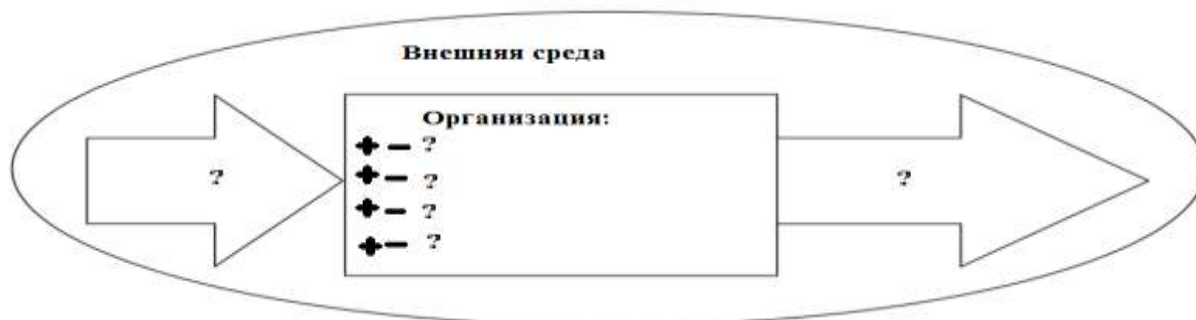 Внешняя среда
Организация:
+ – ?
+ – ?
+ – ?
+ – ?
?
?